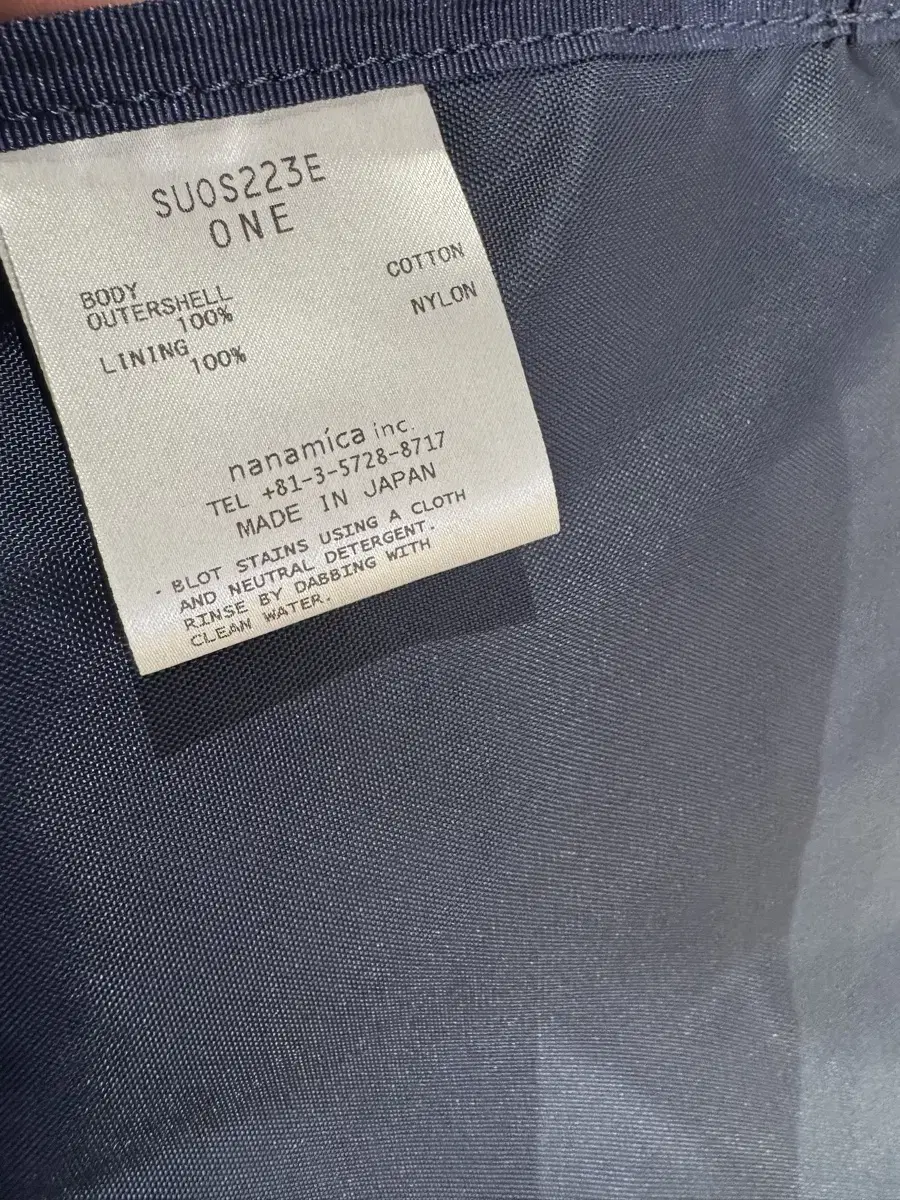 SUOS223E
ONE
BODY
OUTERSHELL
100% COTTON
LINING
100% NYLON
nanamica inc.
TEL +81-3-5728-8717
MADE IN JAPAN
· BLOT STAINS USING A CLOTH
AND NEUTRAL DETERGENT.
RINSE BY DABBING WITH
CLEAN WATER.